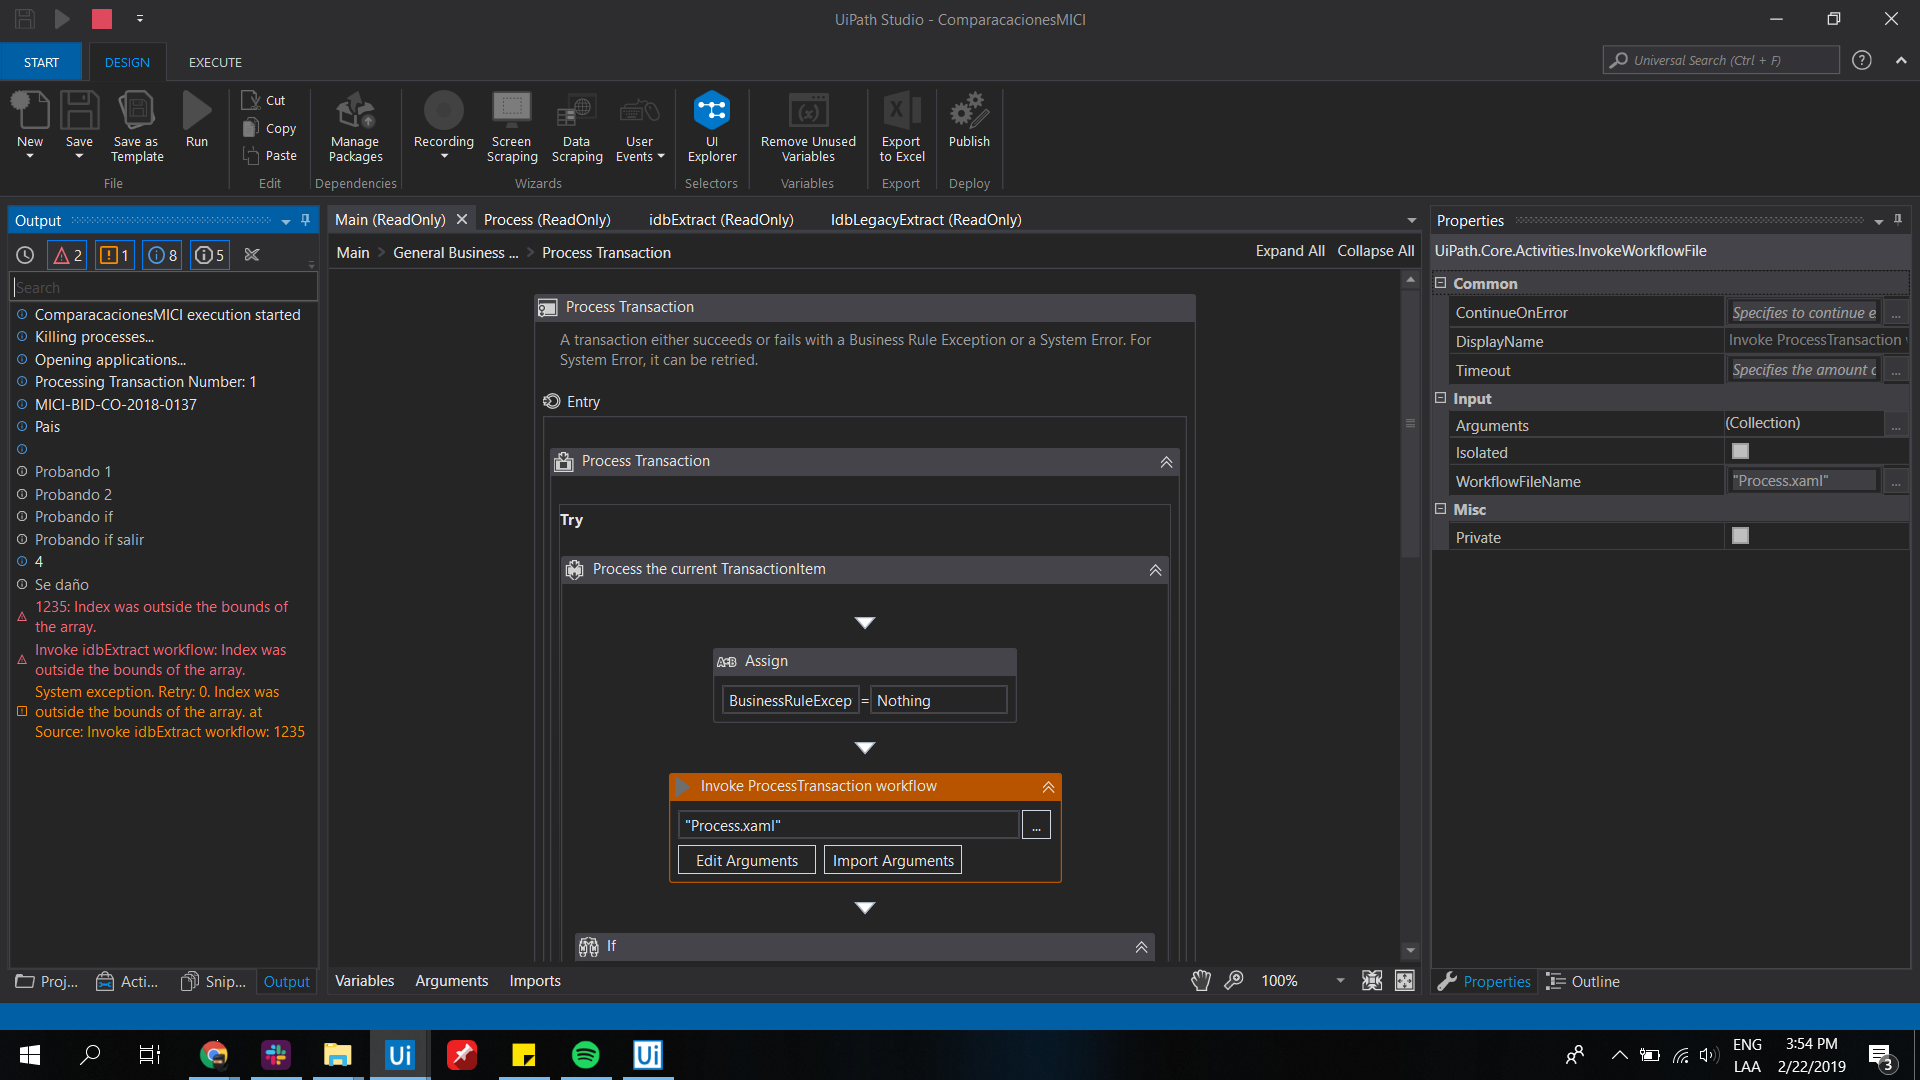 UiPath Studio - ComparacacionesMICI
START
DESIGN
EXECUTE
Universal Search (Ctrl + F)
New
Save
Save as Template
Run
Cut
Copy
Paste
Manage Packages
Recording
Screen Scraping
Data Scraping
User Events
UI Explorer
Remove Unused Variables
Export to Excel
Publish
File
Edit
Dependencies
Wizards
Selectors
Variables
Export
Deploy
Output
2
1
8
5
Search
ComparacacionesMICI execution started
Killing processes...
Opening applications...
Processing Transaction Number: 1
MICI-BID-CO-2018-0137
Pais
Probando 1
Probando 2
Probando if
Probando if salir
4
Se daño
1235: Index was outside the bounds of
the array.
Invoke idbExtract workflow: Index was
outside the bounds of the array.
System exception. Retry: 0. Index was
outside the bounds of the array. at
Source: Invoke idbExtract workflow: 1235
Proj...
Acti...
Snip...
Output
Main (ReadOnly)
Process (ReadOnly)
idbExtract (ReadOnly)
IdbLegacyExtract (ReadOnly)
Main > General Business ... > Process Transaction
Expand All
Collapse All
Process Transaction
A transaction either succeeds or fails with a Business Rule Exception or a System Error. For
System Error, it can be retried.
Entry
Process Transaction
Try
Process the current TransactionItem
A=B Assign
BusinessRuleExcep = Nothing
Invoke ProcessTransaction workflow
"Process.xaml"
...
Edit Arguments
Import Arguments
If
Variables
Arguments
Imports
100%
Properties
UiPath.Core.Activities.InvokeWorkflowFile
Common
ContinueOnError
Specifies to continue e
...
DisplayName
Invoke ProcessTransaction
Timeout
Specifies the amount c
...
Input
Arguments
(Collection)
...
Isolated
WorkflowFileName
"Process.xaml"
...
Misc
Private
Properties
Outline
Ui
Ui
ENG
LAA
3:54 PM
2/22/2019
3